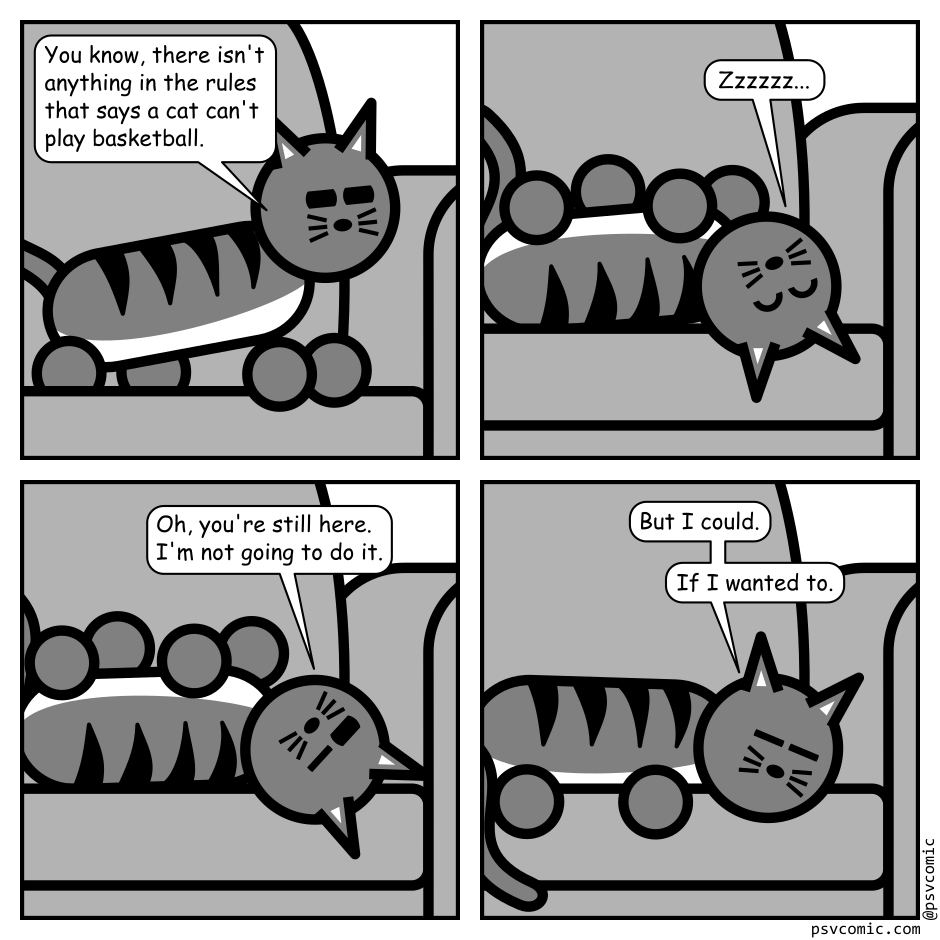 You know, there isn't
anything in the rules
that says a cat can't
play basketball.
Zzzzzz...
Oh, you're still here.
I'm not going to do it.
But I could.
If I wanted to.
@psvcomic
psvcomic.com